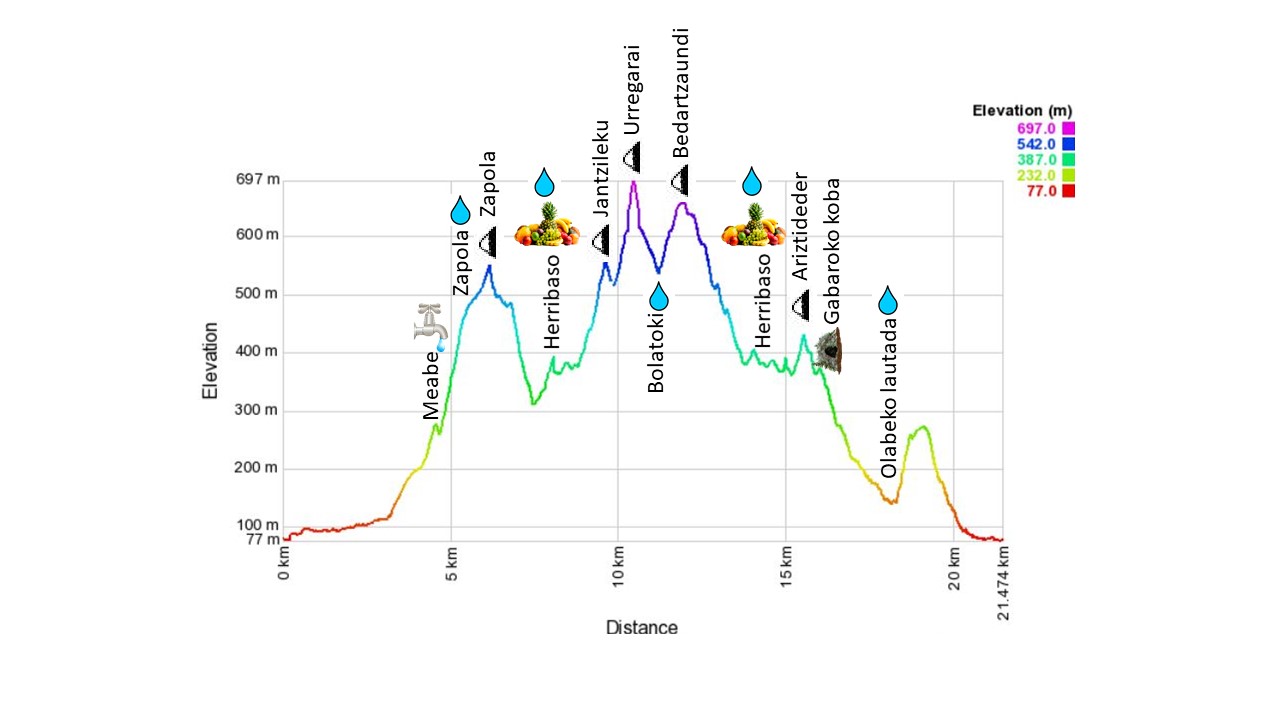 Urregarai
Bedartzaundi
Jantzileku
Zapola
Zapola
Herribaso
Herribaso
Ariztideder
Gabaroko koba
Meabe
Bolatoki
Olabeko lautada
Elevation (m)
697.0
542.0
387.0
232.0
77.0
697 m
600 m
500 m
400 m
300 m
200 m
100 m
77 m
Elevation
0 km
5 km
10 km
15 km
20 km
21.474 km
Distance